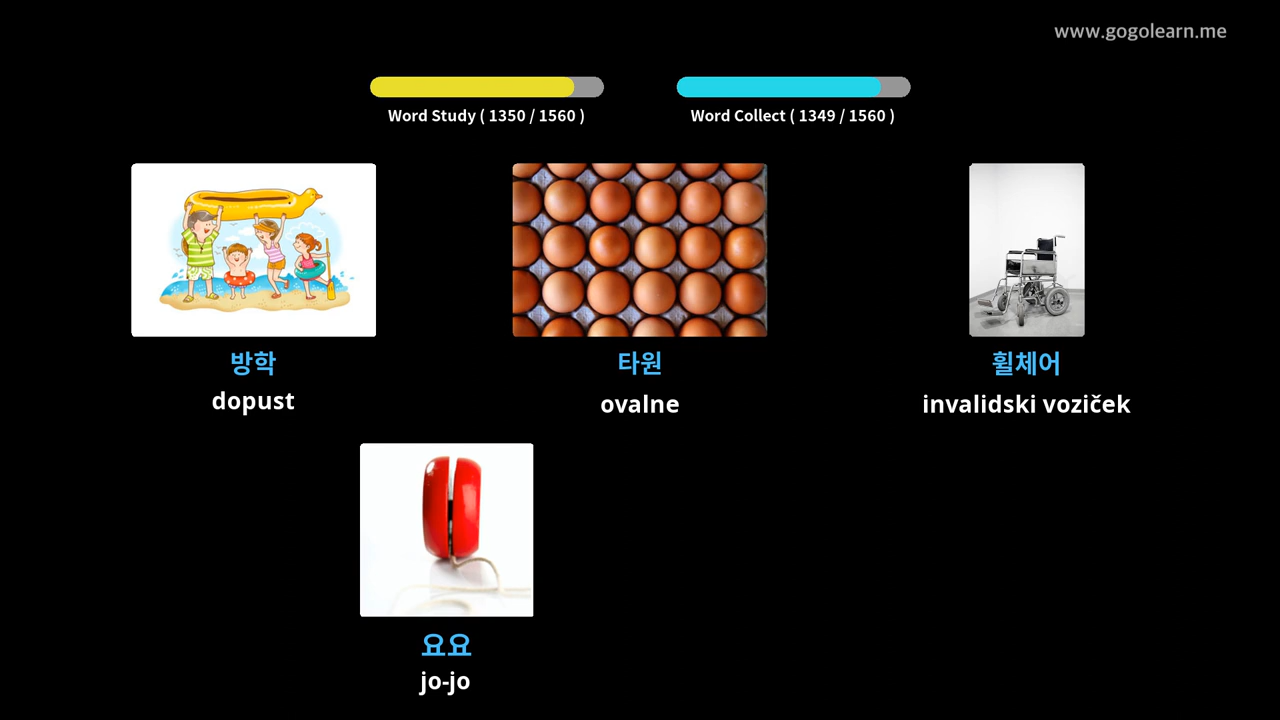 www.gogolearn.me
Word Study ( 1350 / 1560 )
Word Collect ( 1349 / 1560 )
방학
dopust
타원
ovalne
휠체어
invalidski voziček
요요
jo-jo